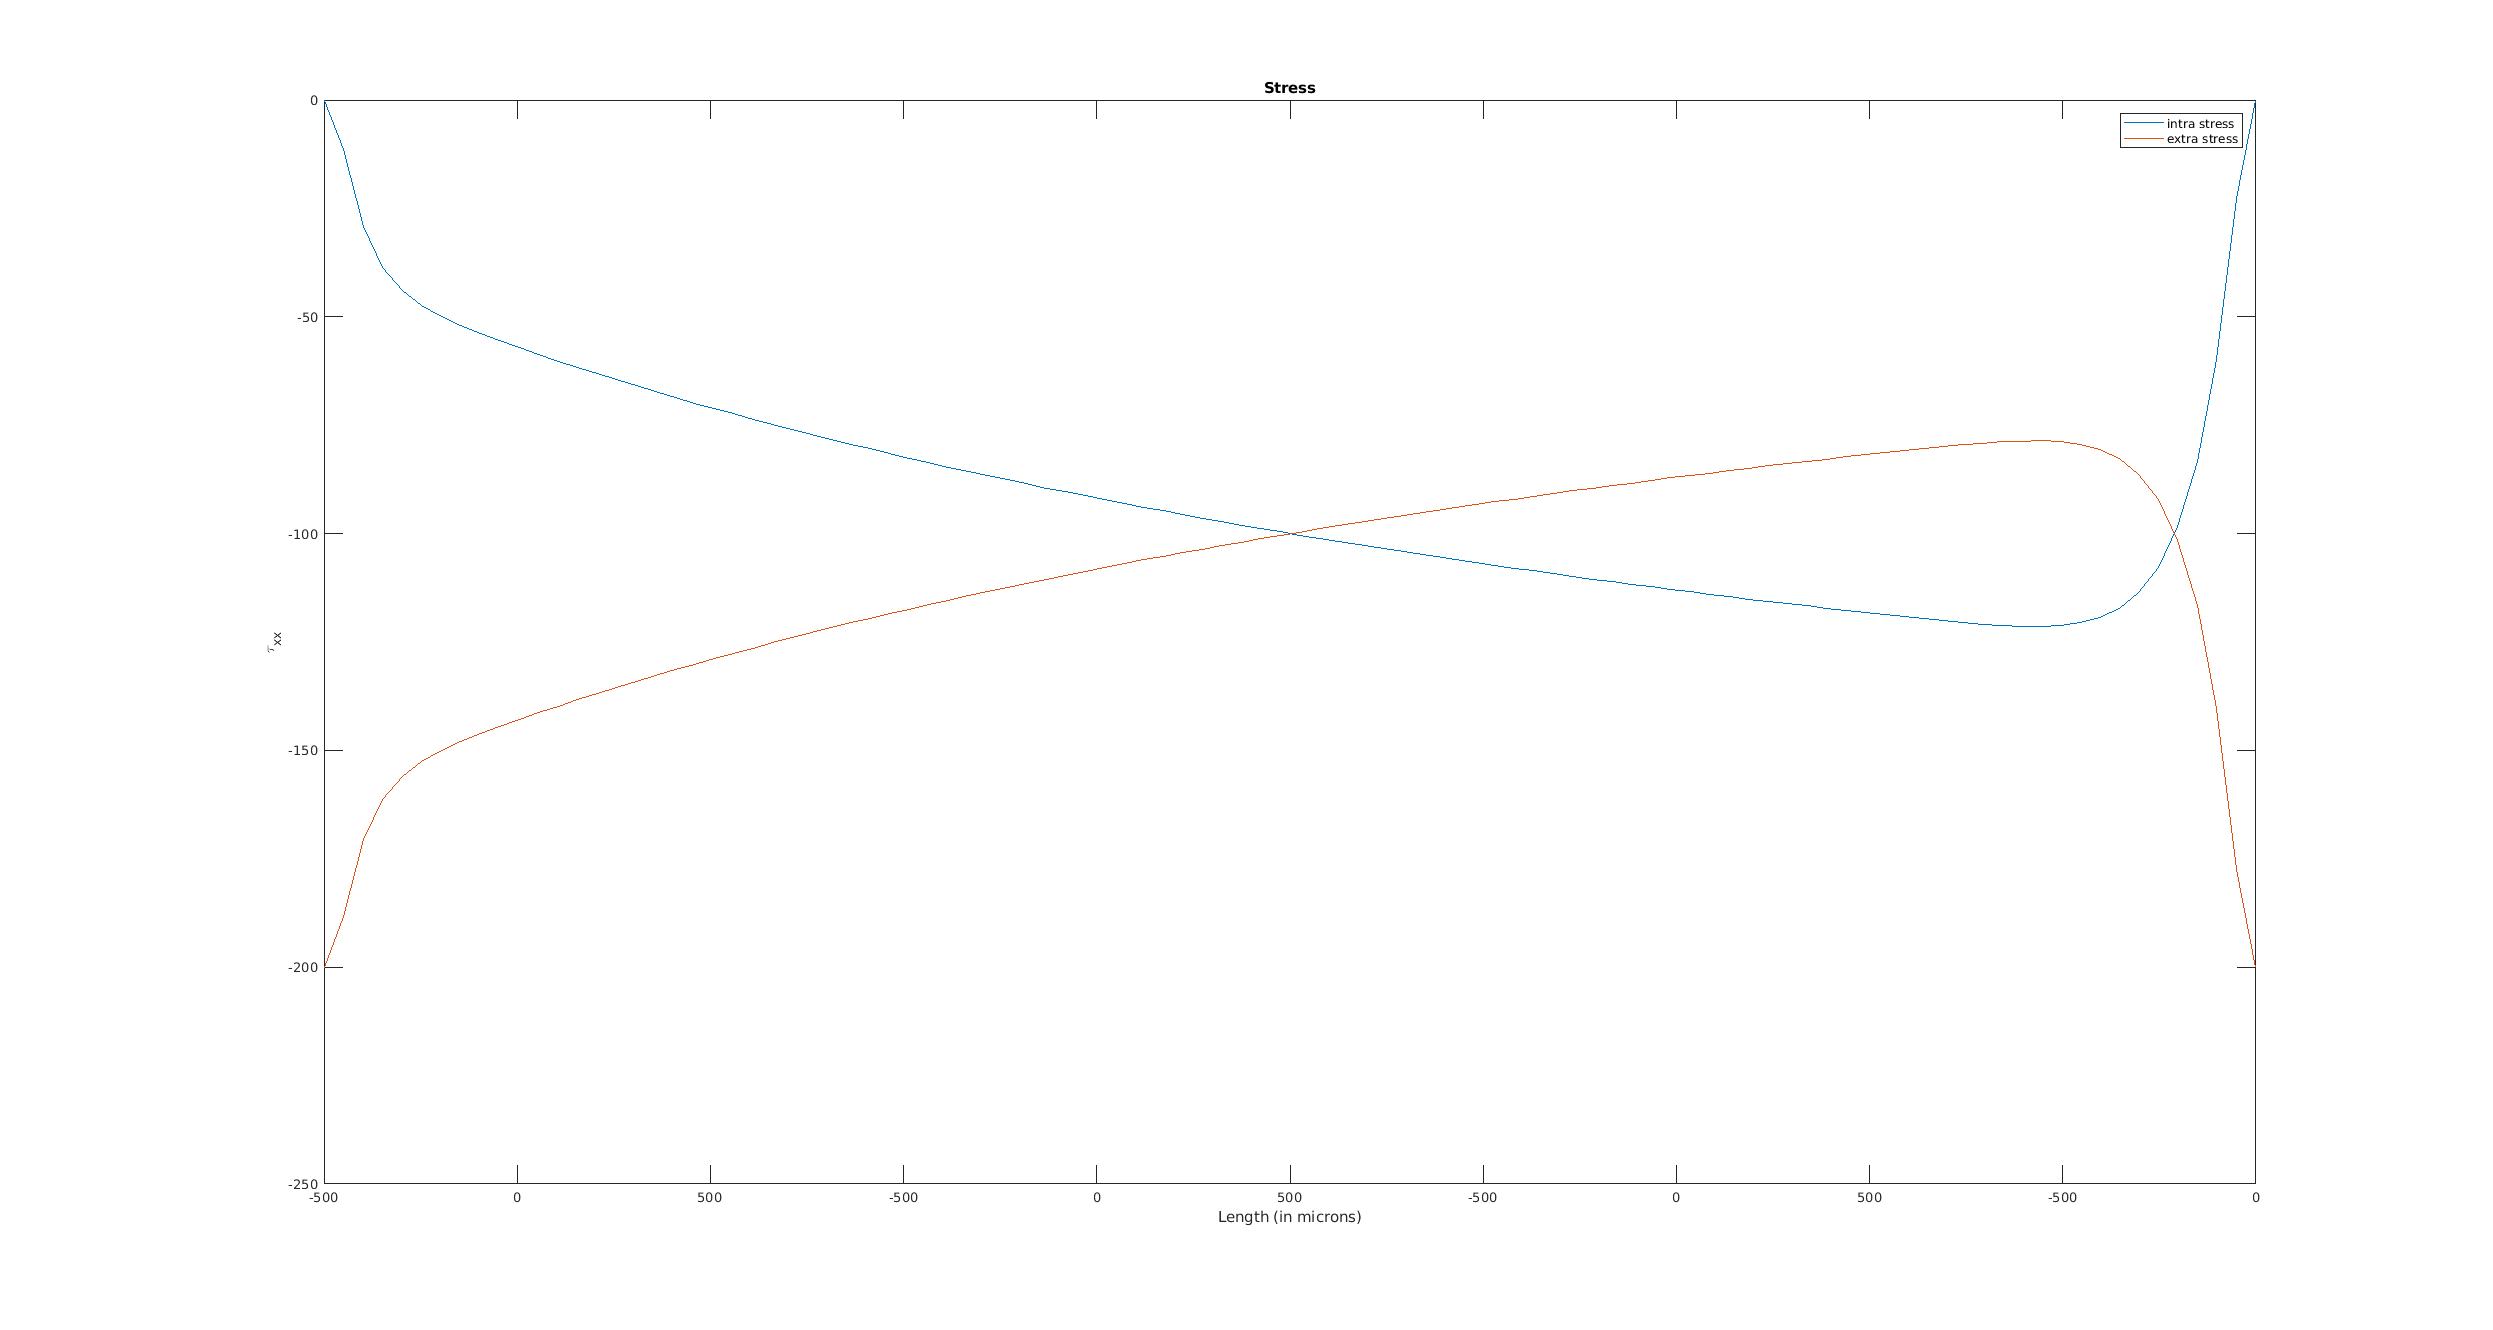 Stress
0
-50
-100
-150
-200
-250
τxx
intra stress
extra stress
-500 0 500 -500 0 500 -500 0 500 -500 0
Length (in microns)